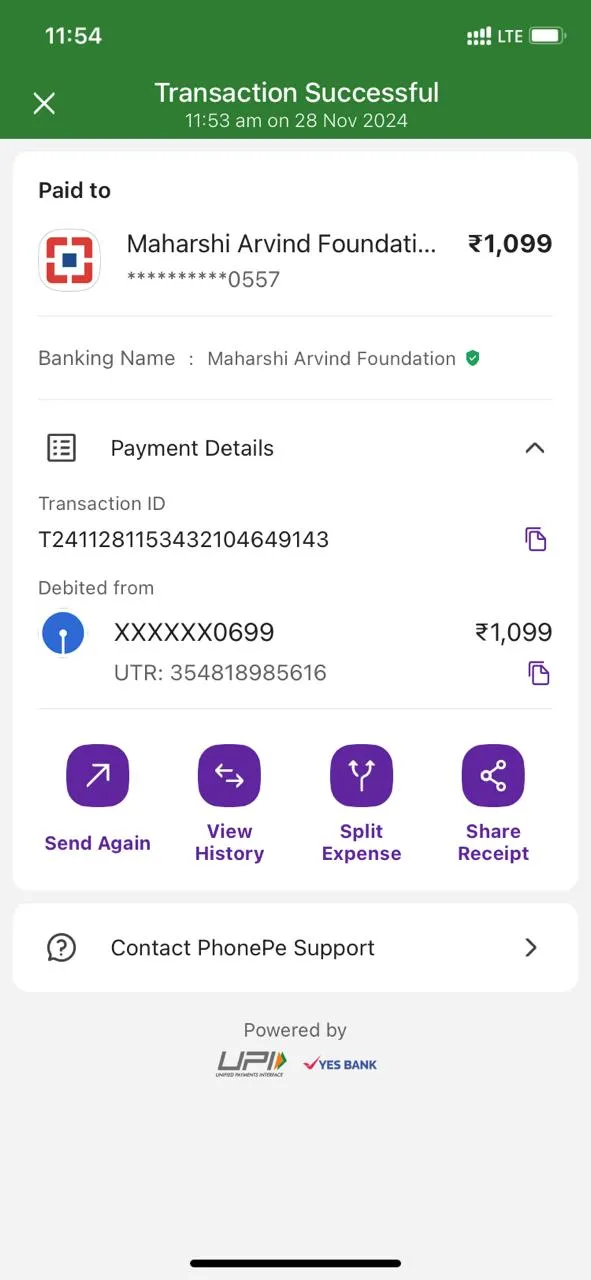 11:54
LTE
Transaction Successful
11:53 am on 28 Nov 2024
Paid to
Maharshi Arvind Foundati... ₹1,099
**********0557
Banking Name : Maharshi Arvind Foundation
Payment Details
Transaction ID
T2411281153432104649143
Debited from
XXXXXX0699 ₹1,099
UTR: 354818985616
Send Again
View History
Split Expense
Share Receipt
Contact PhonePe Support
Powered by
UPI
UNIFIED PAYMENTS INTERFACE
YES BANK